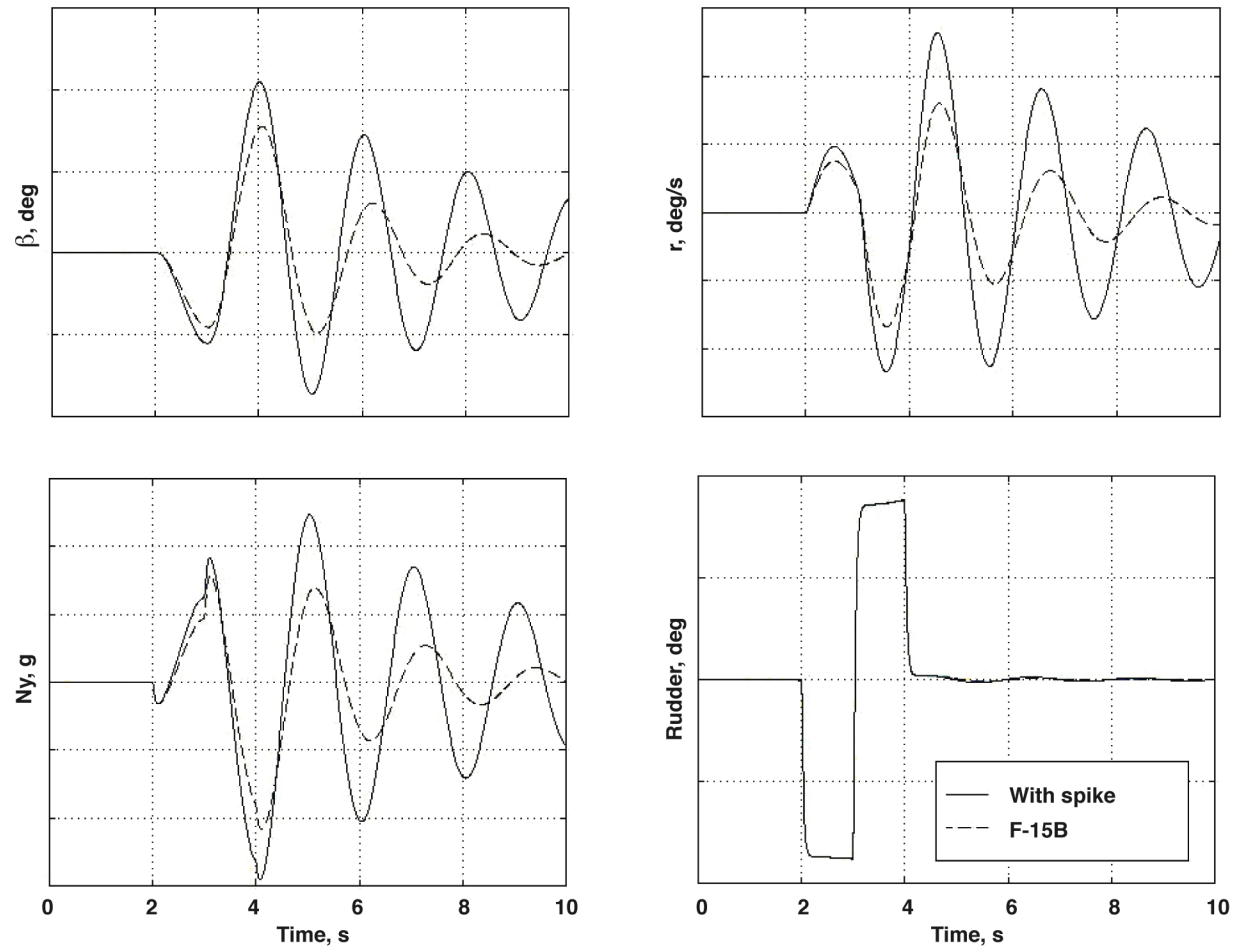 β, deg
r, deg/s
Ny, g
0 2 4 6 8 10
Time, s
Rudder, deg
With spike
F-15B
0 2 4 6 8 10
Time, s